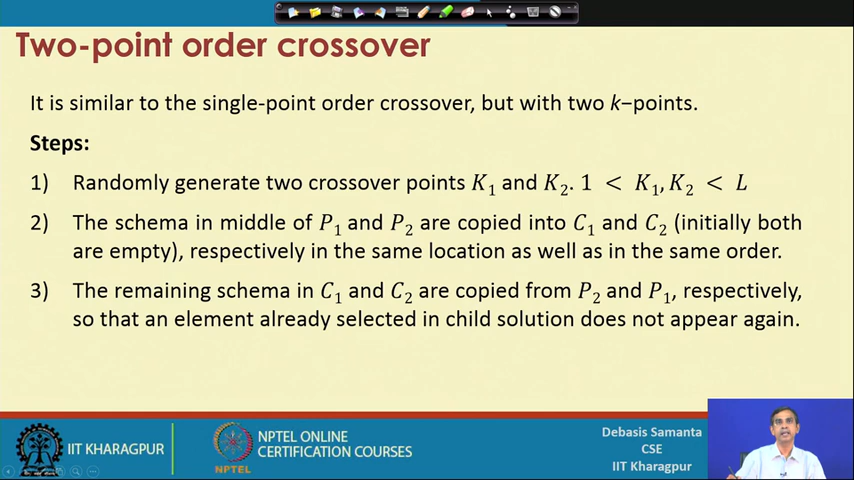 Two-point order crossover
It is similar to the single-point order crossover, but with two k−points.
Steps:
1) Randomly generate two crossover points K₁ and K₂. 1 < K₁, K₂ < L
2) The schema in middle of P₁ and P₂ are copied into C₁ and C₂ (initially both
are empty), respectively in the same location as well as in the same order.
3) The remaining schema in C₁ and C₂ are copied from P₂ and P₁, respectively,
so that an element already selected in child solution does not appear again.
IIT KHARAGPUR
NPTEL
NPTEL ONLINE
CERTIFICATION COURSES
Debasis Samanta
CSE
IIT Kharagpur